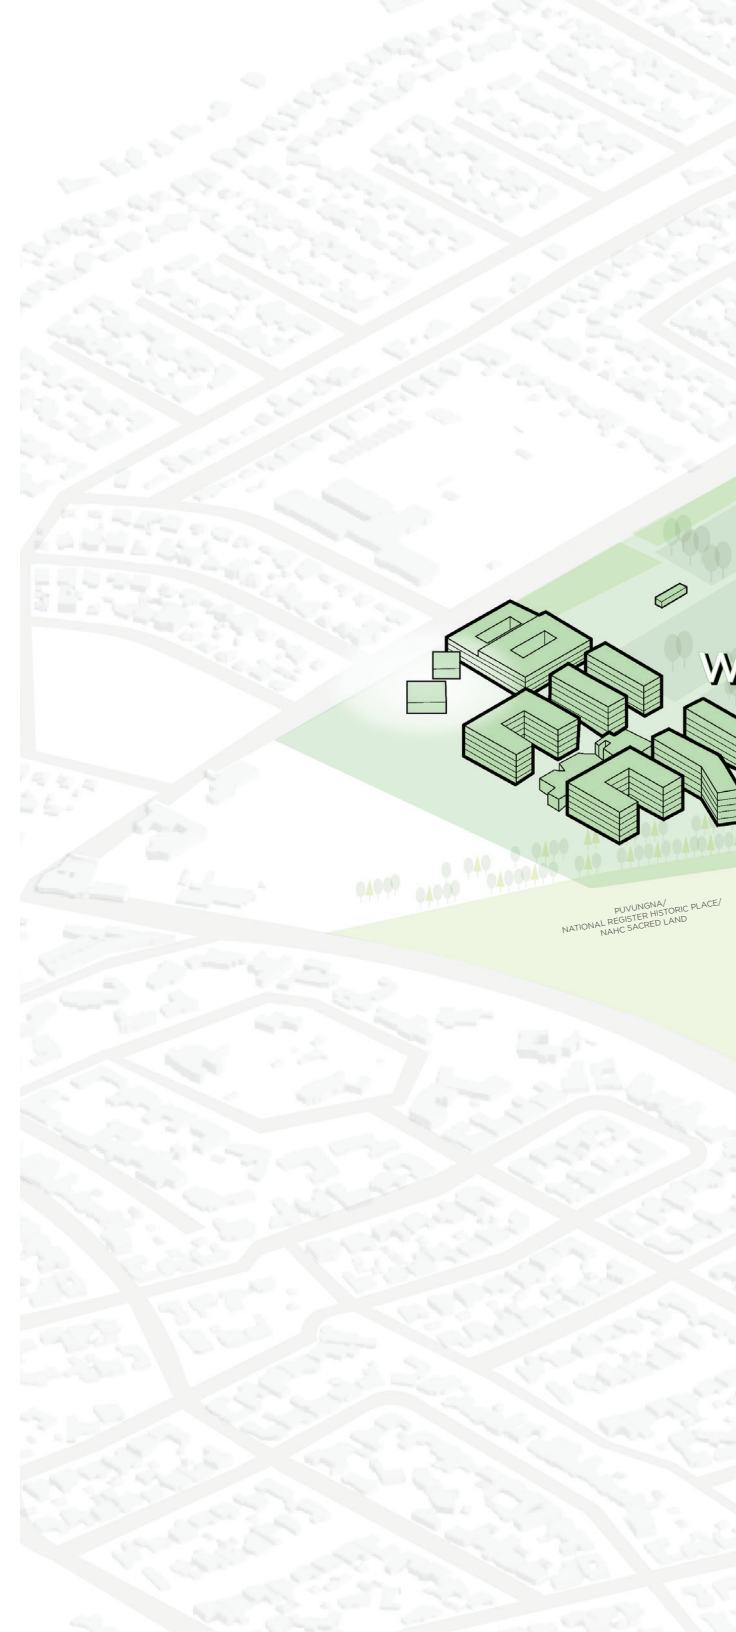 W
PUVUNGNA/
NATIONAL REGISTER HISTORIC PLACE/
NAHC SACRED LAND